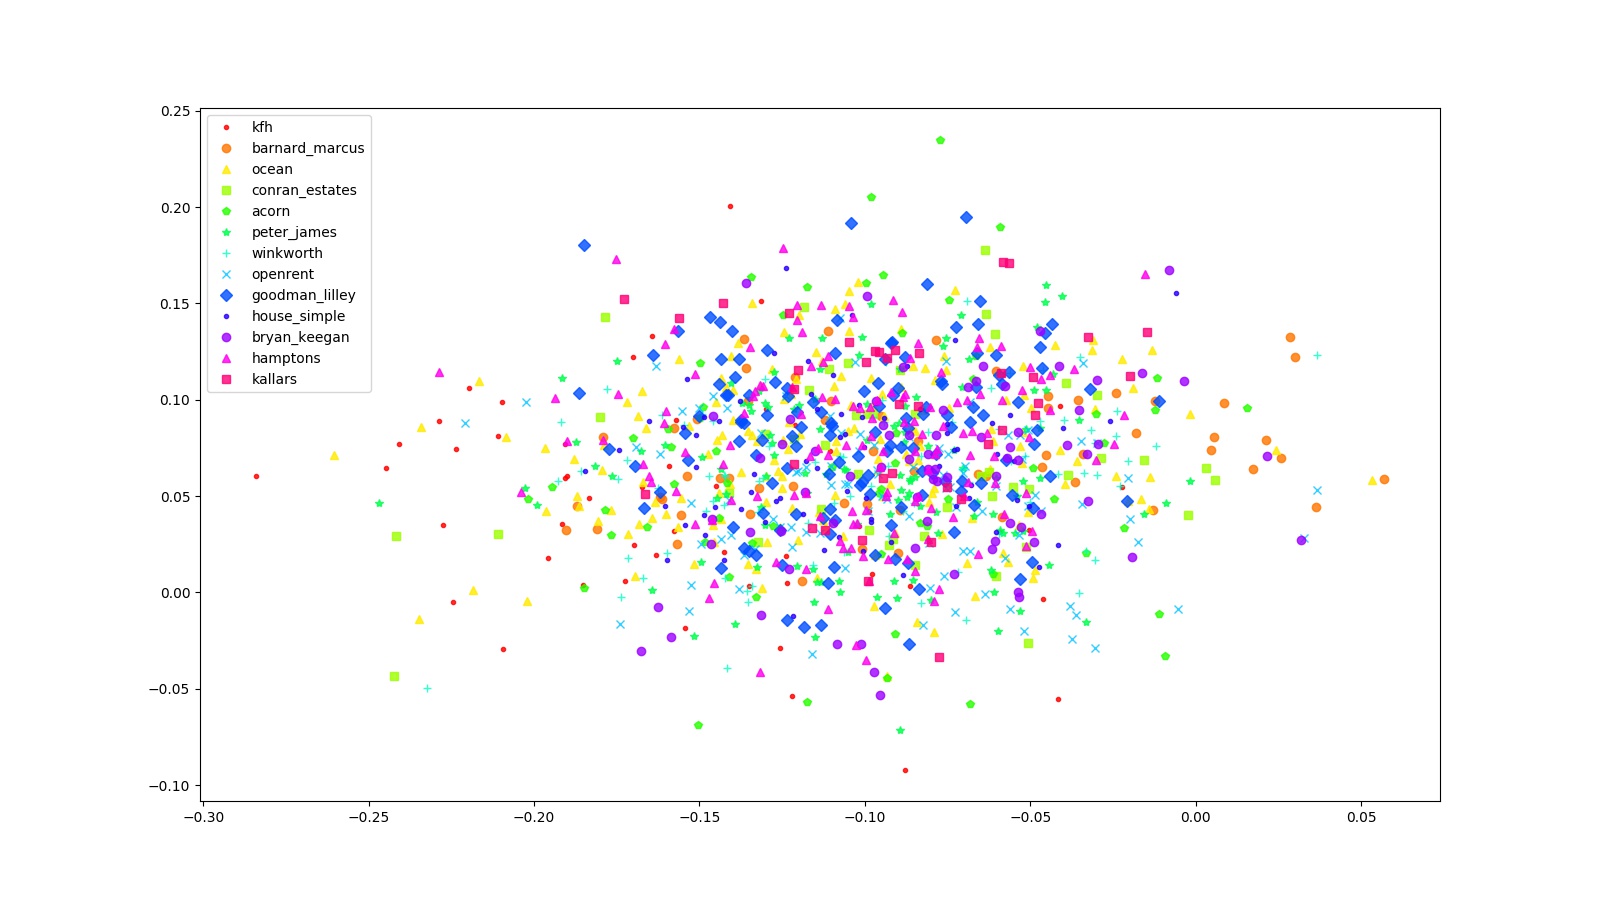 0.25
0.20
0.15
0.10
0.05
0.00
−0.05
−0.10
kfh
barnard_marcus
ocean
conran_estates
acorn
peter_james
winkworth
openrent
goodman_lilley
house_simple
bryan_keegan
hamptons
kallars
−0.30
−0.25
−0.20
−0.15
−0.10
−0.05
0.00
0.05